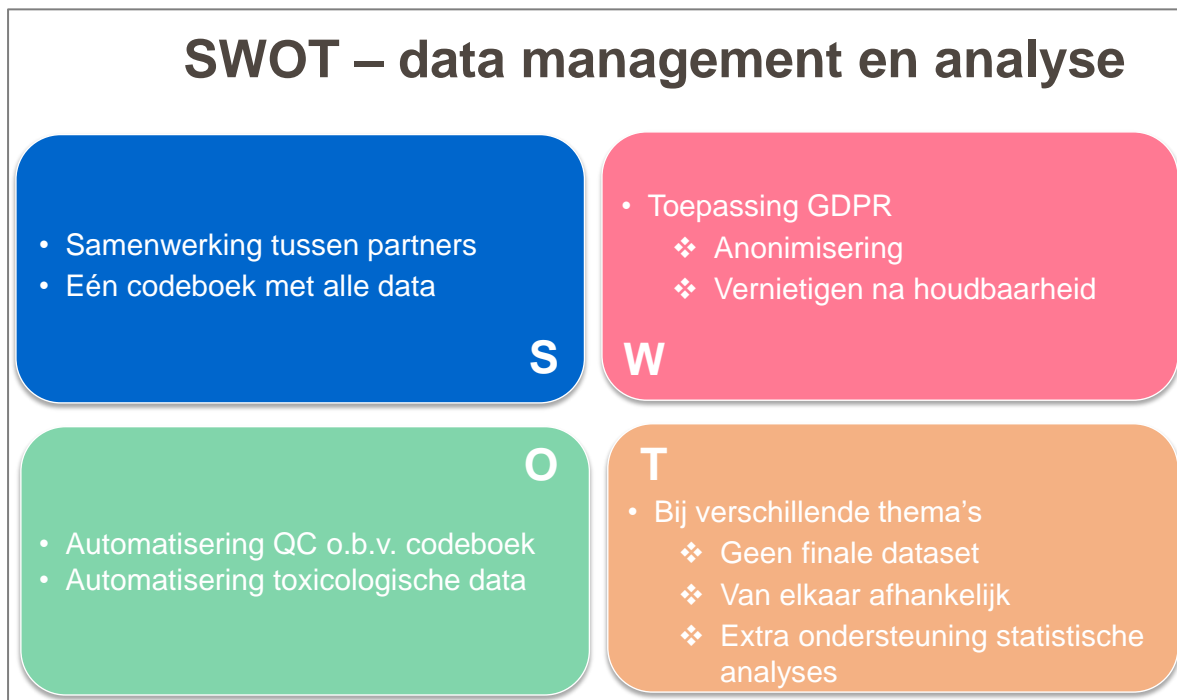 SWOT – data management en analyse
• Samenwerking tussen partners
• Eén codeboek met alle data
S
• Toepassing GDPR
❖ Anonimisering
❖ Vernietigen na houdbaarheid
W
O
• Automatisering QC o.b.v. codeboek
• Automatisering toxicologische data
T
• Bij verschillende thema’s
❖ Geen finale dataset
❖ Van elkaar afhankelijk
❖ Extra ondersteuning statistische
analyses